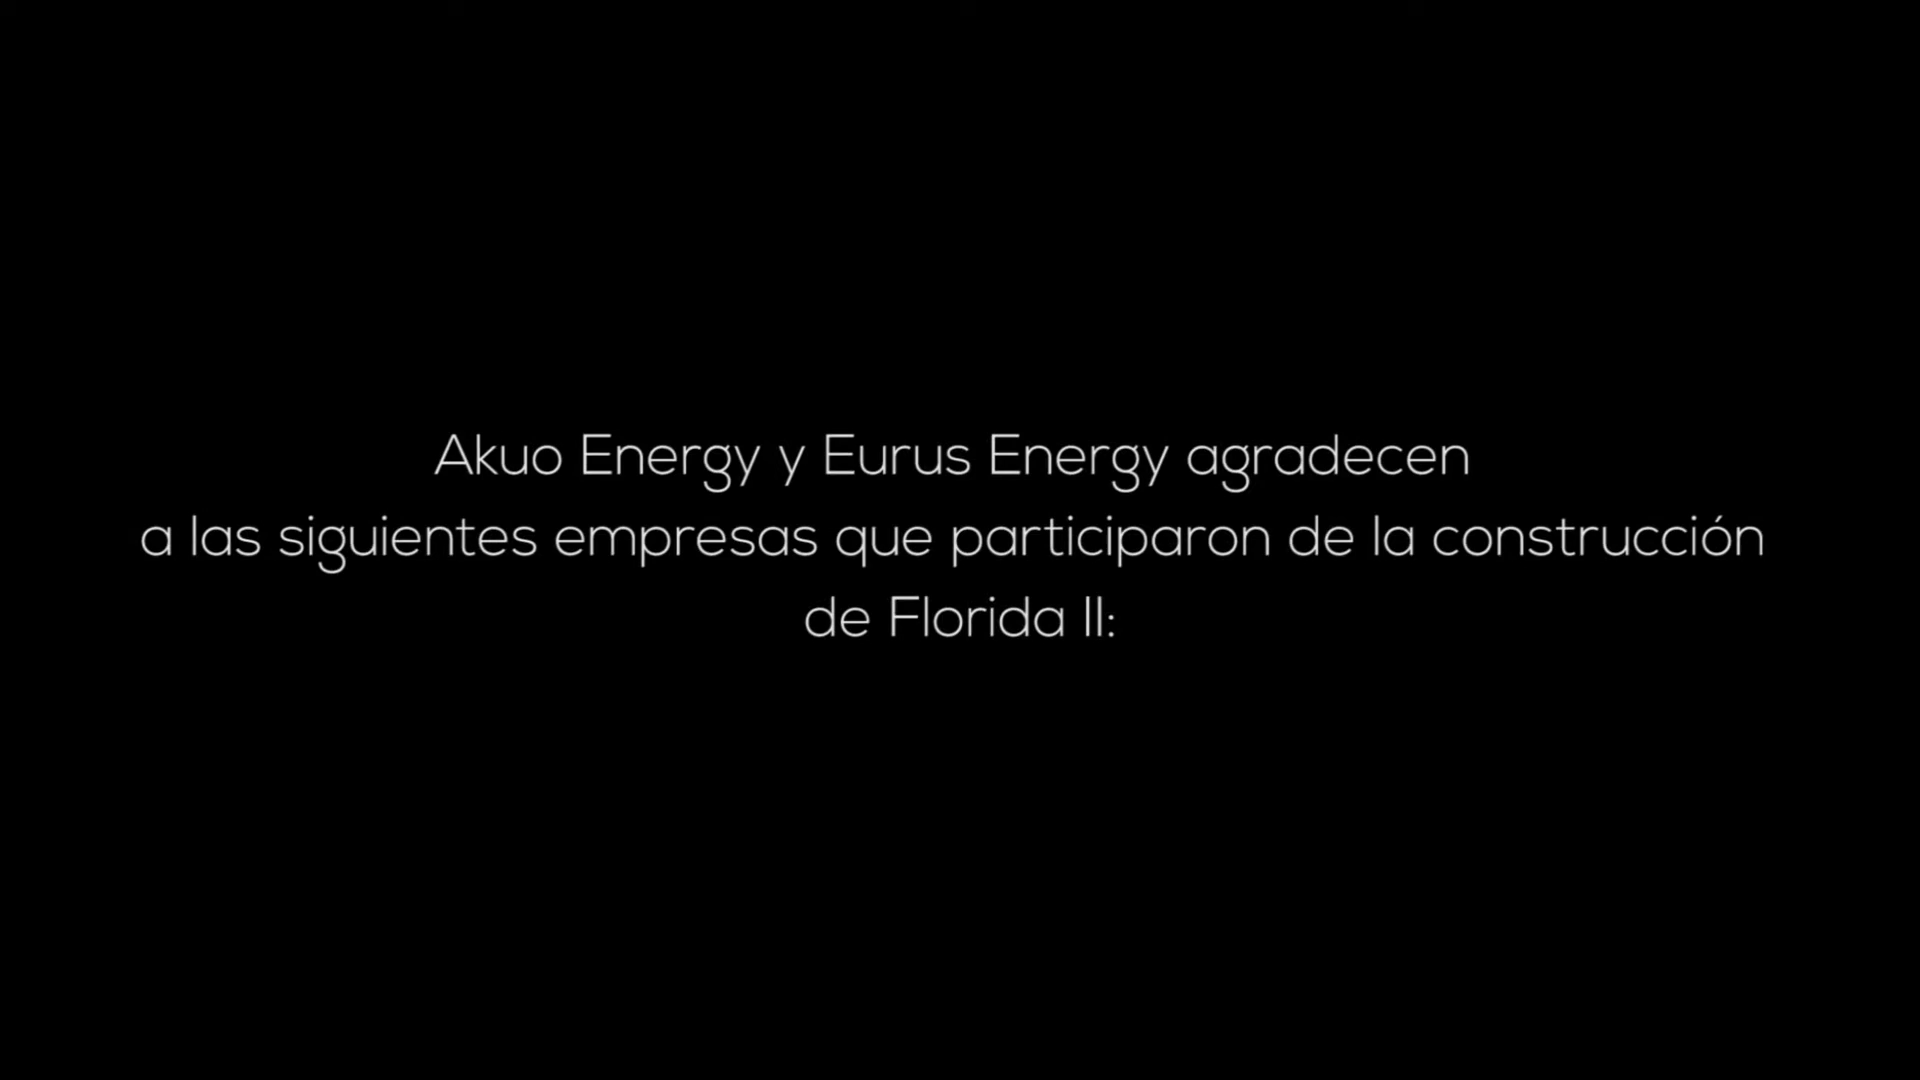 Akuo Energy y Eurus Energy agradecen
a las siguientes empresas que participaron de la construcción
de Florida II: